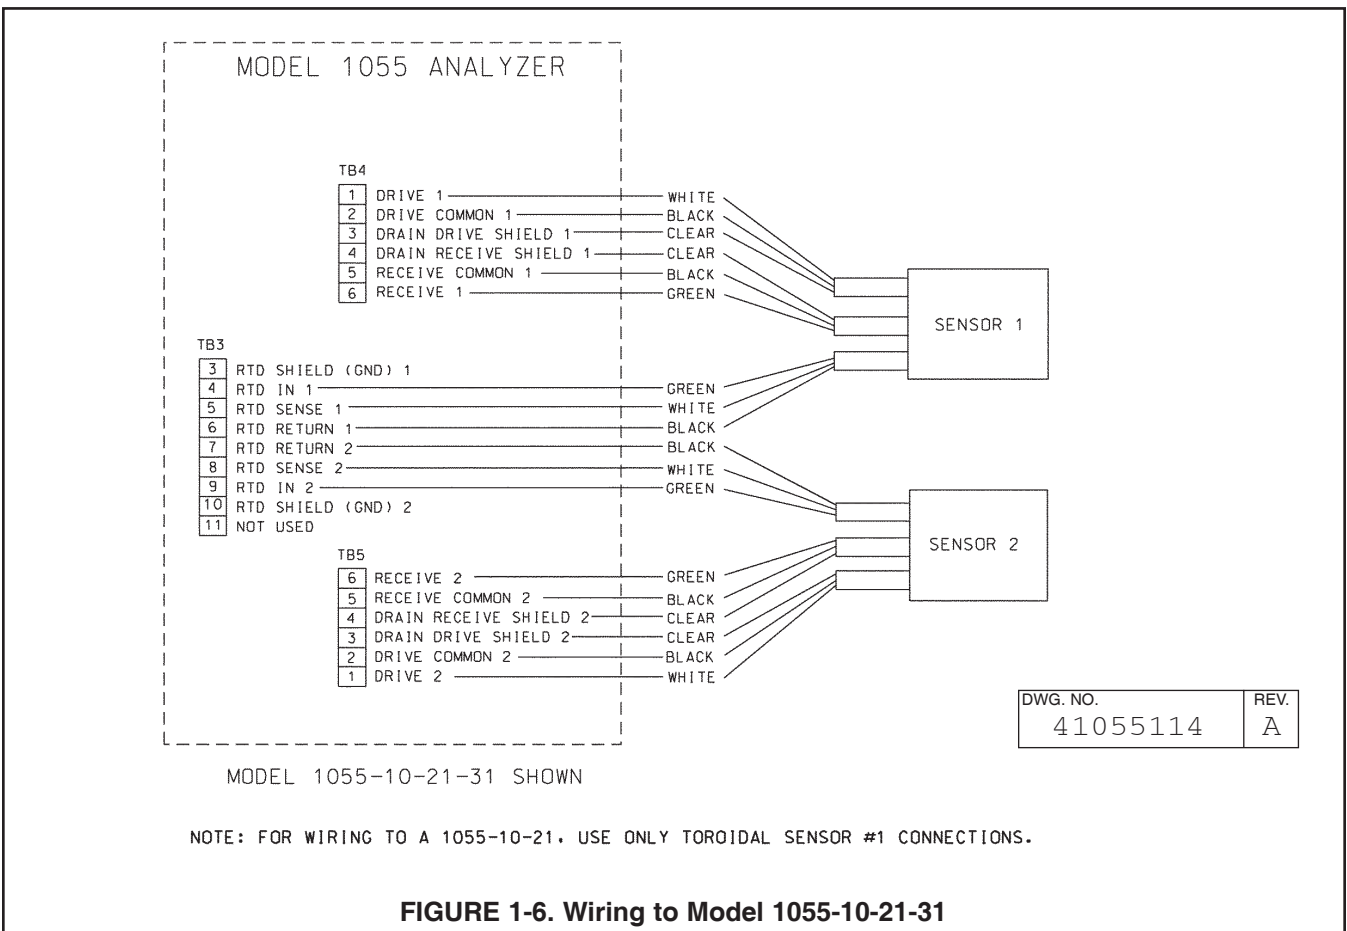 MODEL 1055 ANALYZER
TB4
1 DRIVE 1 WHITE
2 DRIVE COMMON 1 BLACK
3 DRAIN DRIVE SHIELD 1 CLEAR
4 DRAIN RECEIVE SHIELD 1 CLEAR
5 RECEIVE COMMON 1 BLACK
6 RECEIVE 1 GREEN
SENSOR 1
TB3
3 RTD SHIELD (GND) 1
4 RTD IN 1 GREEN
5 RTD SENSE 1 WHITE
6 RTD RETURN 1 BLACK
7 RTD RETURN 2 BLACK
8 RTD SENSE 2 WHITE
9 RTD IN 2 GREEN
10 RTD SHIELD (GND) 2
11 NOT USED
SENSOR 2
TB5
6 RECEIVE 2 GREEN
5 RECEIVE COMMON 2 BLACK
4 DRAIN RECEIVE SHIELD 2 CLEAR
3 DRAIN DRIVE SHIELD 2 CLEAR
2 DRIVE COMMON 2 BLACK
1 DRIVE 2 WHITE
DWG. NO. REV.
41055114 A
MODEL 1055-10-21-31 SHOWN
NOTE: FOR WIRING TO A 1055-10-21. USE ONLY TOROIDAL SENSOR #1 CONNECTIONS.
FIGURE 1-6. Wiring to Model 1055-10-21-31